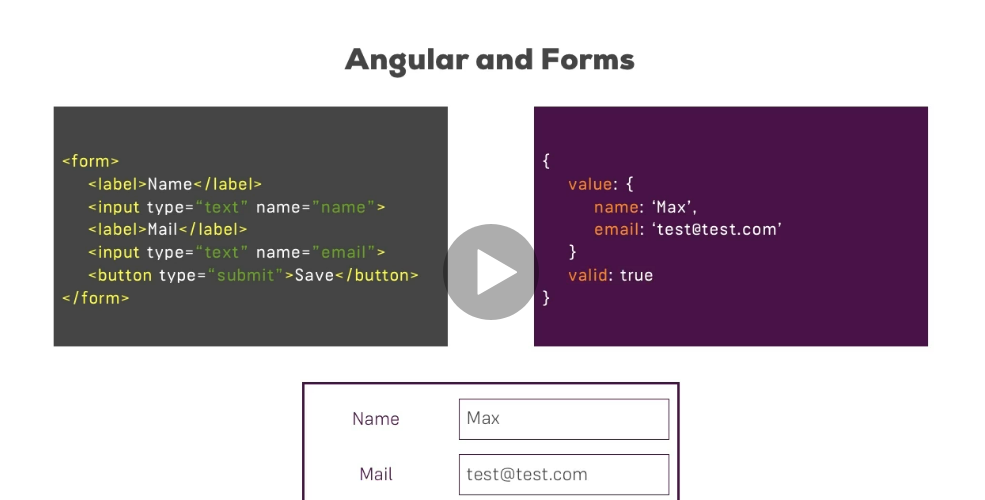 Angular and Forms
<form>
<label>Name</label>
<input type=“text” name=”name”>
<label>Mail</label>
<input type=“text” name=”email”>
<button type=“submit”>Save</button>
</form>
{
value: {
name: ‘Max’,
email: ‘test@test.com’
}
valid: true
}
Name
Max
Mail
test@test.com